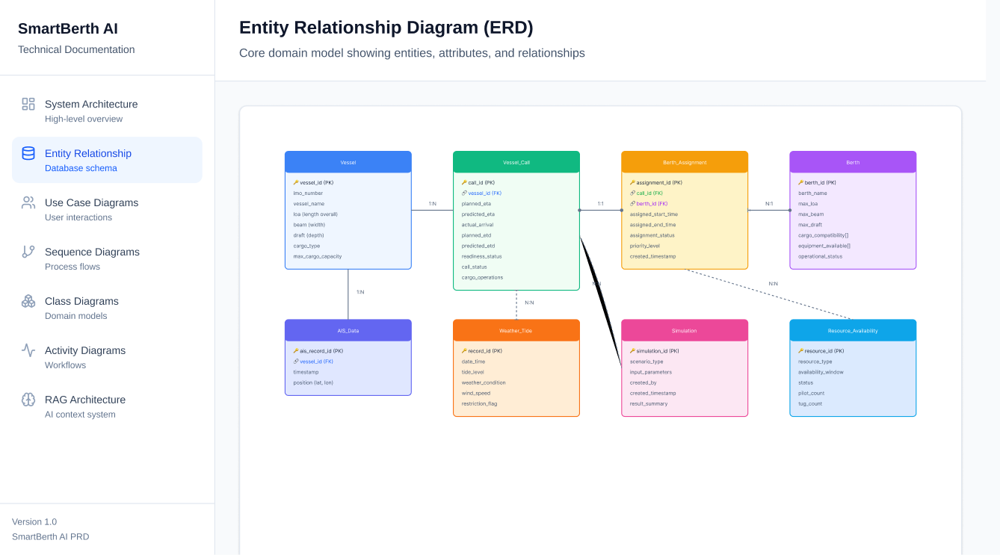 SmartBerth AI
Technical Documentation
System Architecture
High-level overview
Entity Relationship
Database schema
Use Case Diagrams
User interactions
Sequence Diagrams
Process flows
Class Diagrams
Domain models
Activity Diagrams
Workflows
RAG Architecture
AI context system
Version 1.0
SmartBerth AI PRD
Entity Relationship Diagram (ERD)
Core domain model showing entities, attributes, and relationships
Vessel
vessel_id (PK)
imo_number
vessel_name
loa (length overall)
beam (width)
draft (depth)
cargo_type
max_cargo_capacity
1:N
Vessel_Call
call_id (PK)
vessel_id (FK)
planned_eta
predicted_eta
actual_arrival
planned_etd
predicted_etd
readiness_status
call_status
cargo_operations
1:1
Berth_Assignment
assignment_id (PK)
call_id (FK)
berth_id (FK)
assigned_start_time
assigned_end_time
assignment_status
priority_level
created_timestamp
N:1
Berth
berth_id (PK)
berth_name
max_loa
max_beam
max_draft
cargo_compatibility[]
equipment_available[]
operational_status
1:N
N:N
N:N
N:N
AIS_Data
ais_record_id (PK)
vessel_id (FK)
timestamp
position (lat, lon)
Weather_Tide
record_id (PK)
date_time
tide_level
weather_condition
wind_speed
restriction_flag
Simulation
simulation_id (PK)
scenario_type
input_parameters
created_by
created_timestamp
result_summary
Resource_Availability
resource_id (PK)
resource_type
availability_window
status
pilot_count
tug_count